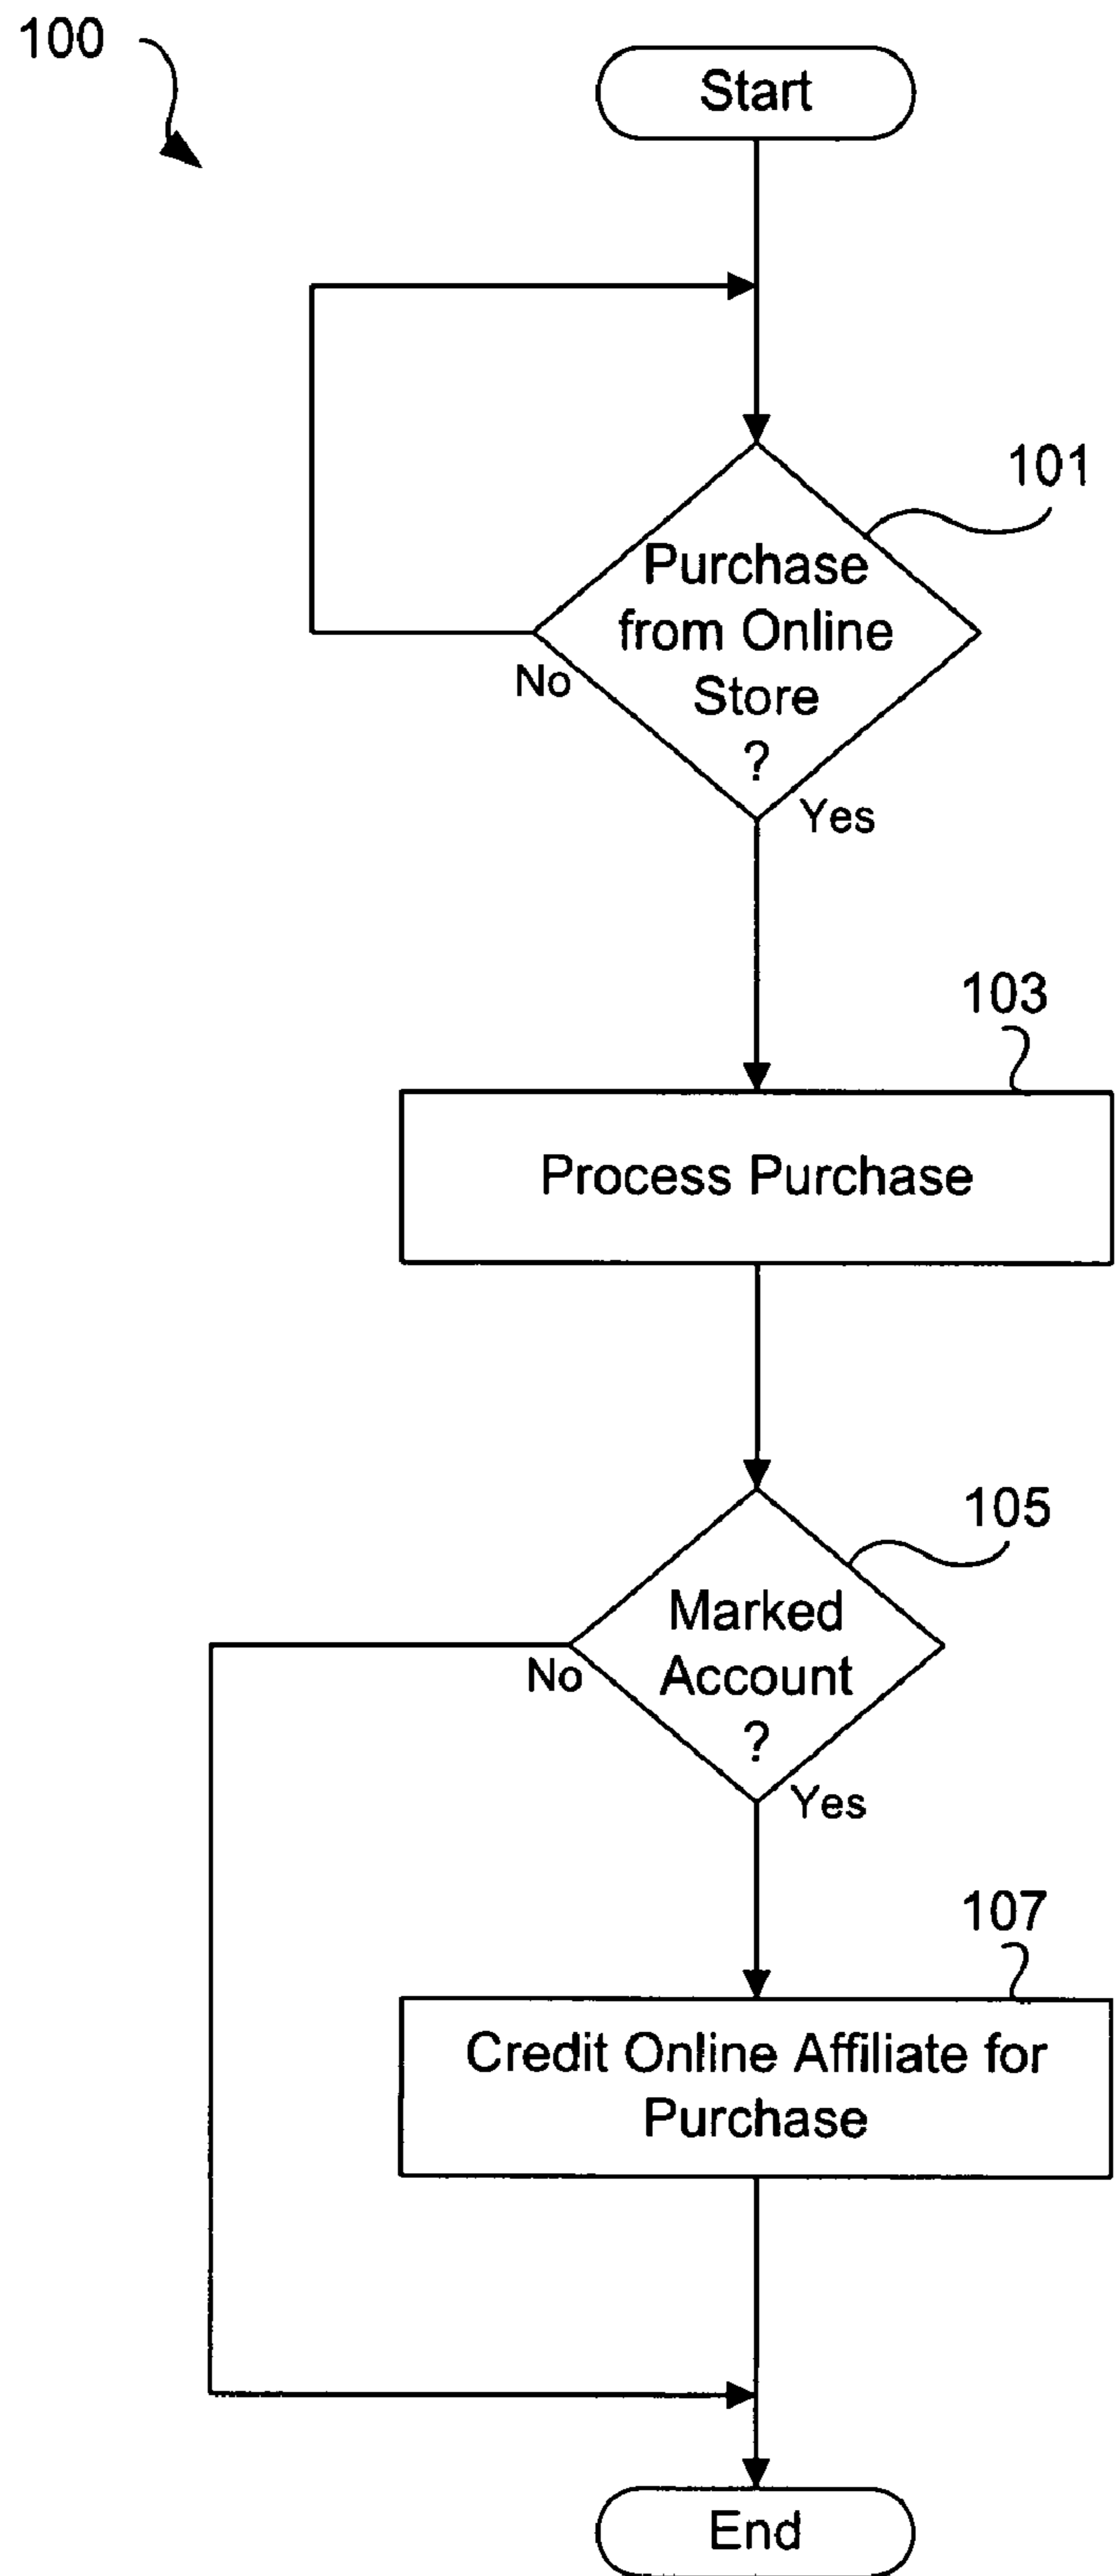 100
Start
101
Purchase
from Online
Store
?
No
Yes
103
Process Purchase
105
Marked
Account
?
No
Yes
107
Credit Online Affiliate for
Purchase
End